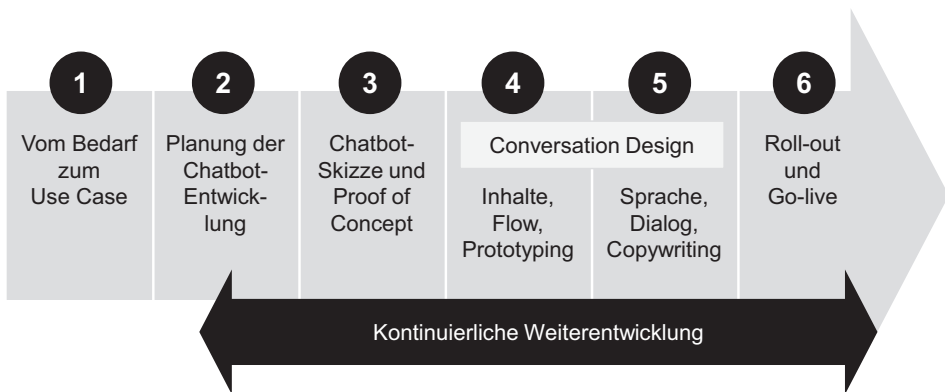 1
Vom Bedarf
zum
Use Case
2
Planung der
Chatbot-
Entwick-
lung
3
Chatbot-
Skizze und
Proof of
Concept
4
5
Conversation Design
Inhalte,
Flow,
Prototyping
Sprache,
Dialog,
Copywriting
6
Roll-out
und
Go-live
Kontinuierliche Weiterentwicklung